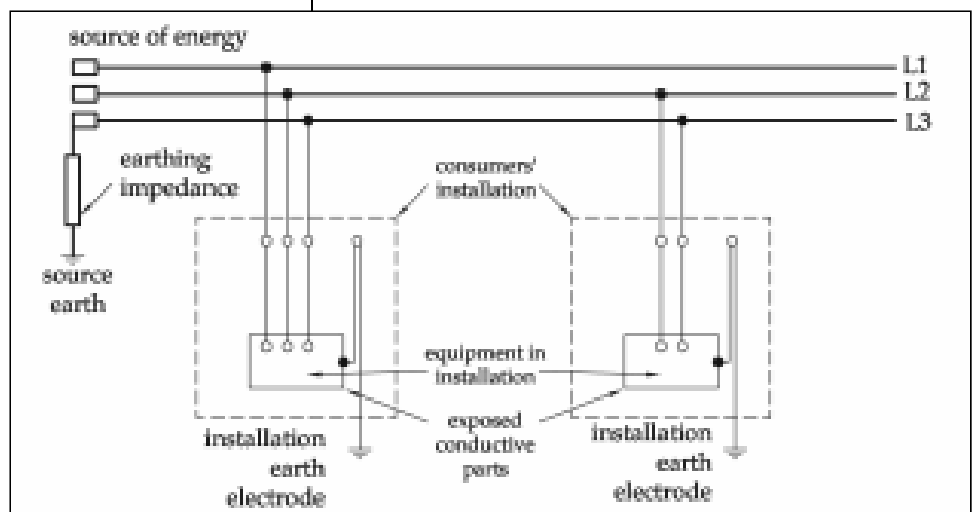 source of energy
L1
L2
L3
earthing
impedance
consumers'
installation
source
earth
equipment in
installation
exposed
conductive
parts
installation
earth
electrode
installation
earth
electrode